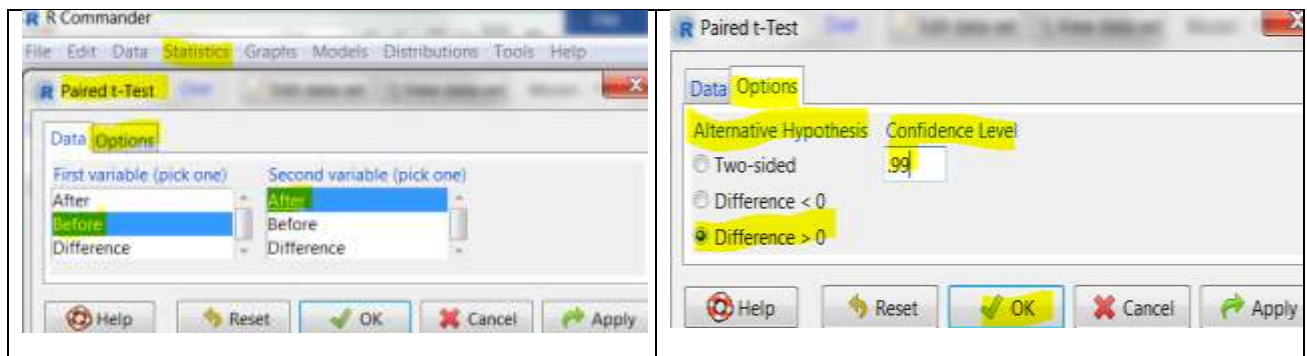 R Commander
File Edit Data Statistics Graphs Models Distributions Tools Help
Paired t-Test
Data Options
First variable (pick one) Second variable (pick one)
After After
Before Before
Difference Difference
Help Reset OK Cancel Apply
Paired t-Test
Data Options
Alternative Hypothesis Confidence Level
Two-sided .99
Difference < 0
Difference > 0
Help Reset OK Cancel Apply